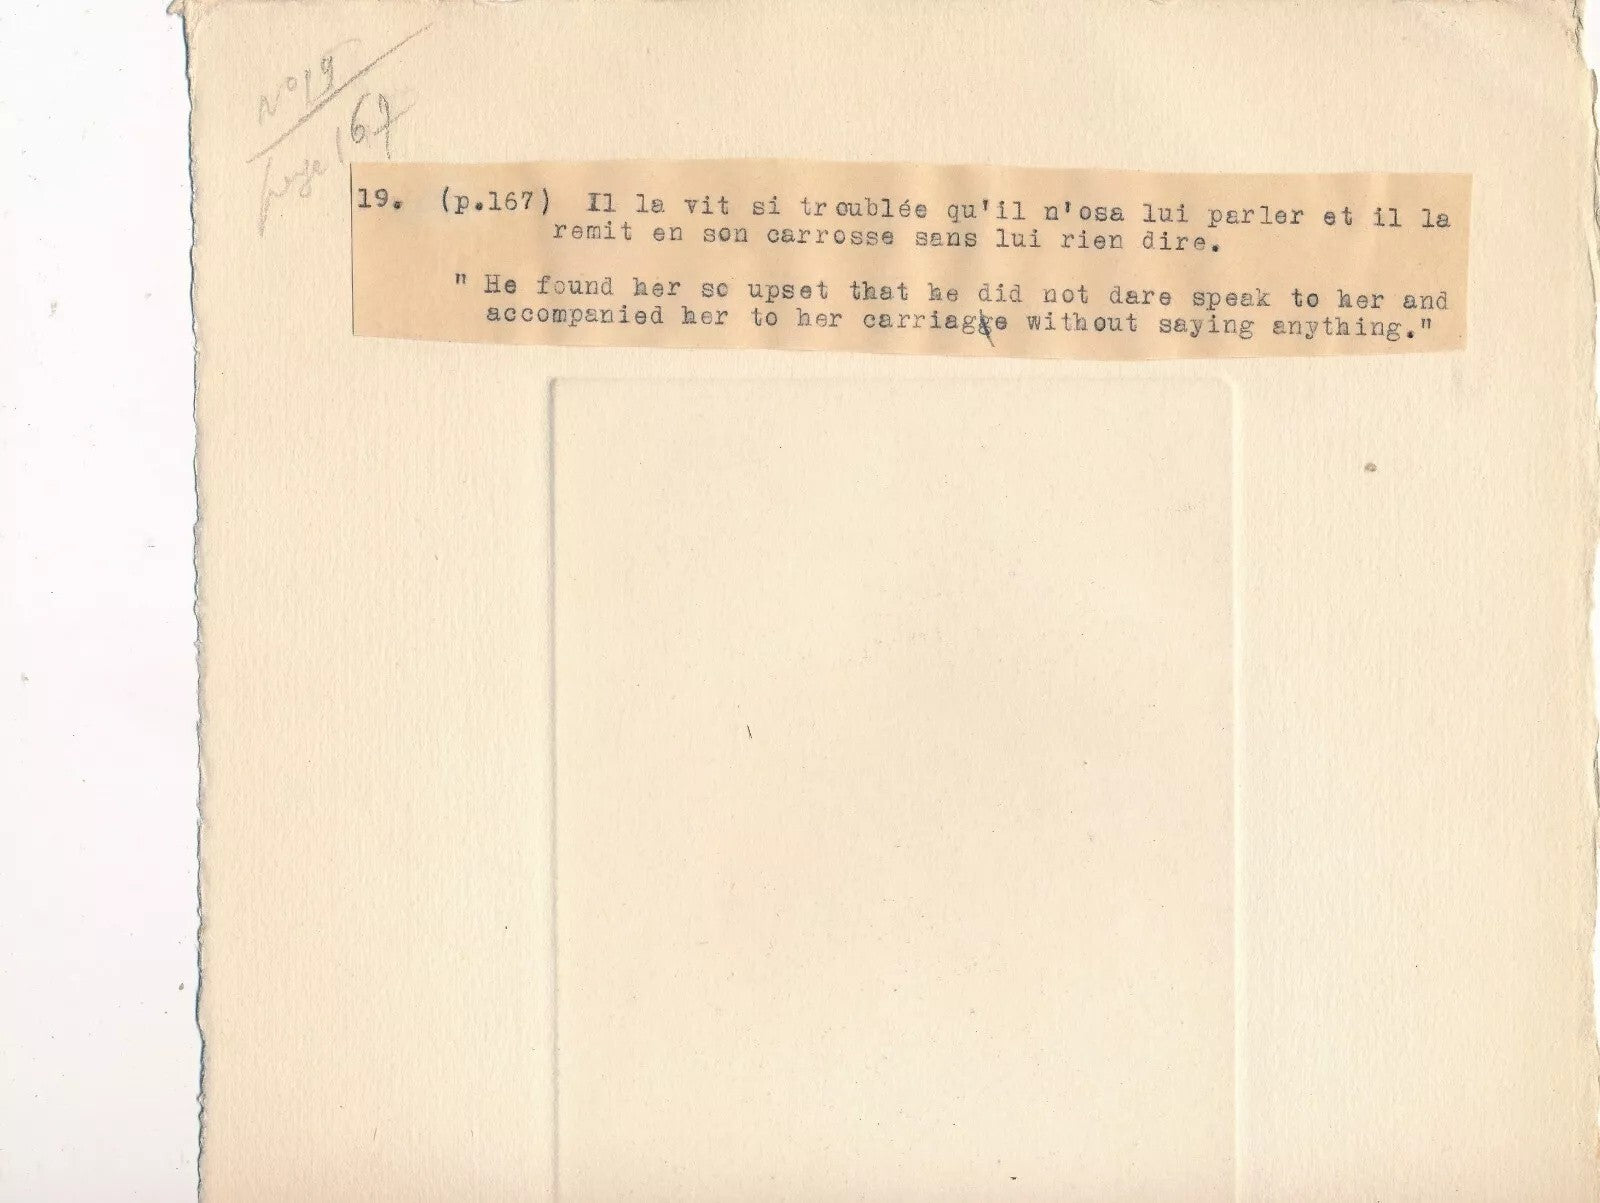 No 19
page 167
19. (p.167) Il la vit si troublée qu'il n'osa lui parler et il la
remit en son carrosse sans lui rien dire.
" He found her so upset that he did not dare speak to her and
accompanied her to her carriage without saying anything."